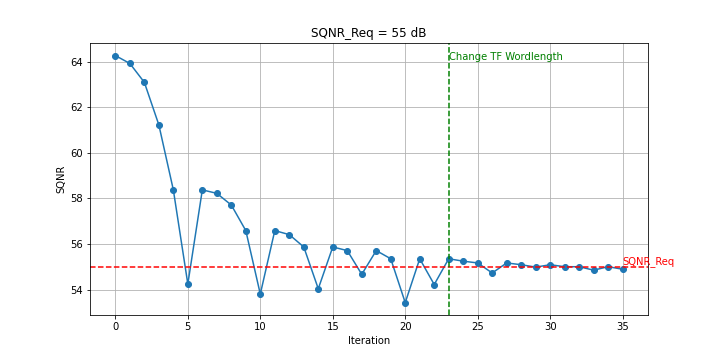 SQNR_Req = 55 dB
Change TF Wordlength
64
62
60
58
56
54
SQNR
SQNR_Req
0 5 10 15 20 25 30 35
Iteration